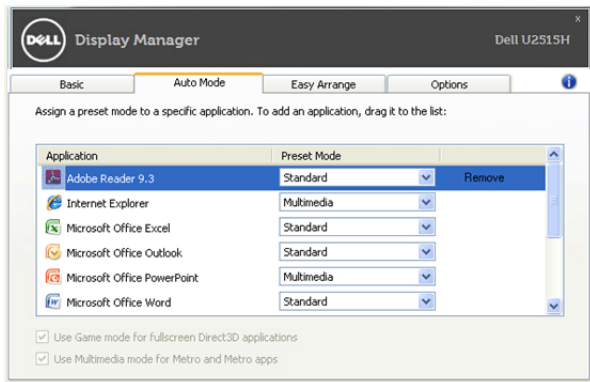 x
DELL Display Manager Dell U2515H
Basic Auto Mode Easy Arrange Options i
Assign a preset mode to a specific application. To add an application, drag it to the list:
Application Preset Mode
Adobe Reader 9.3 Standard Remove
Internet Explorer Multimedia
Microsoft Office Excel Standard
Microsoft Office Outlook Standard
Microsoft Office PowerPoint Multimedia
Microsoft Office Word Standard
Use Game mode for fullscreen Direct3D applications
Use Multimedia mode for Metro and Metro apps